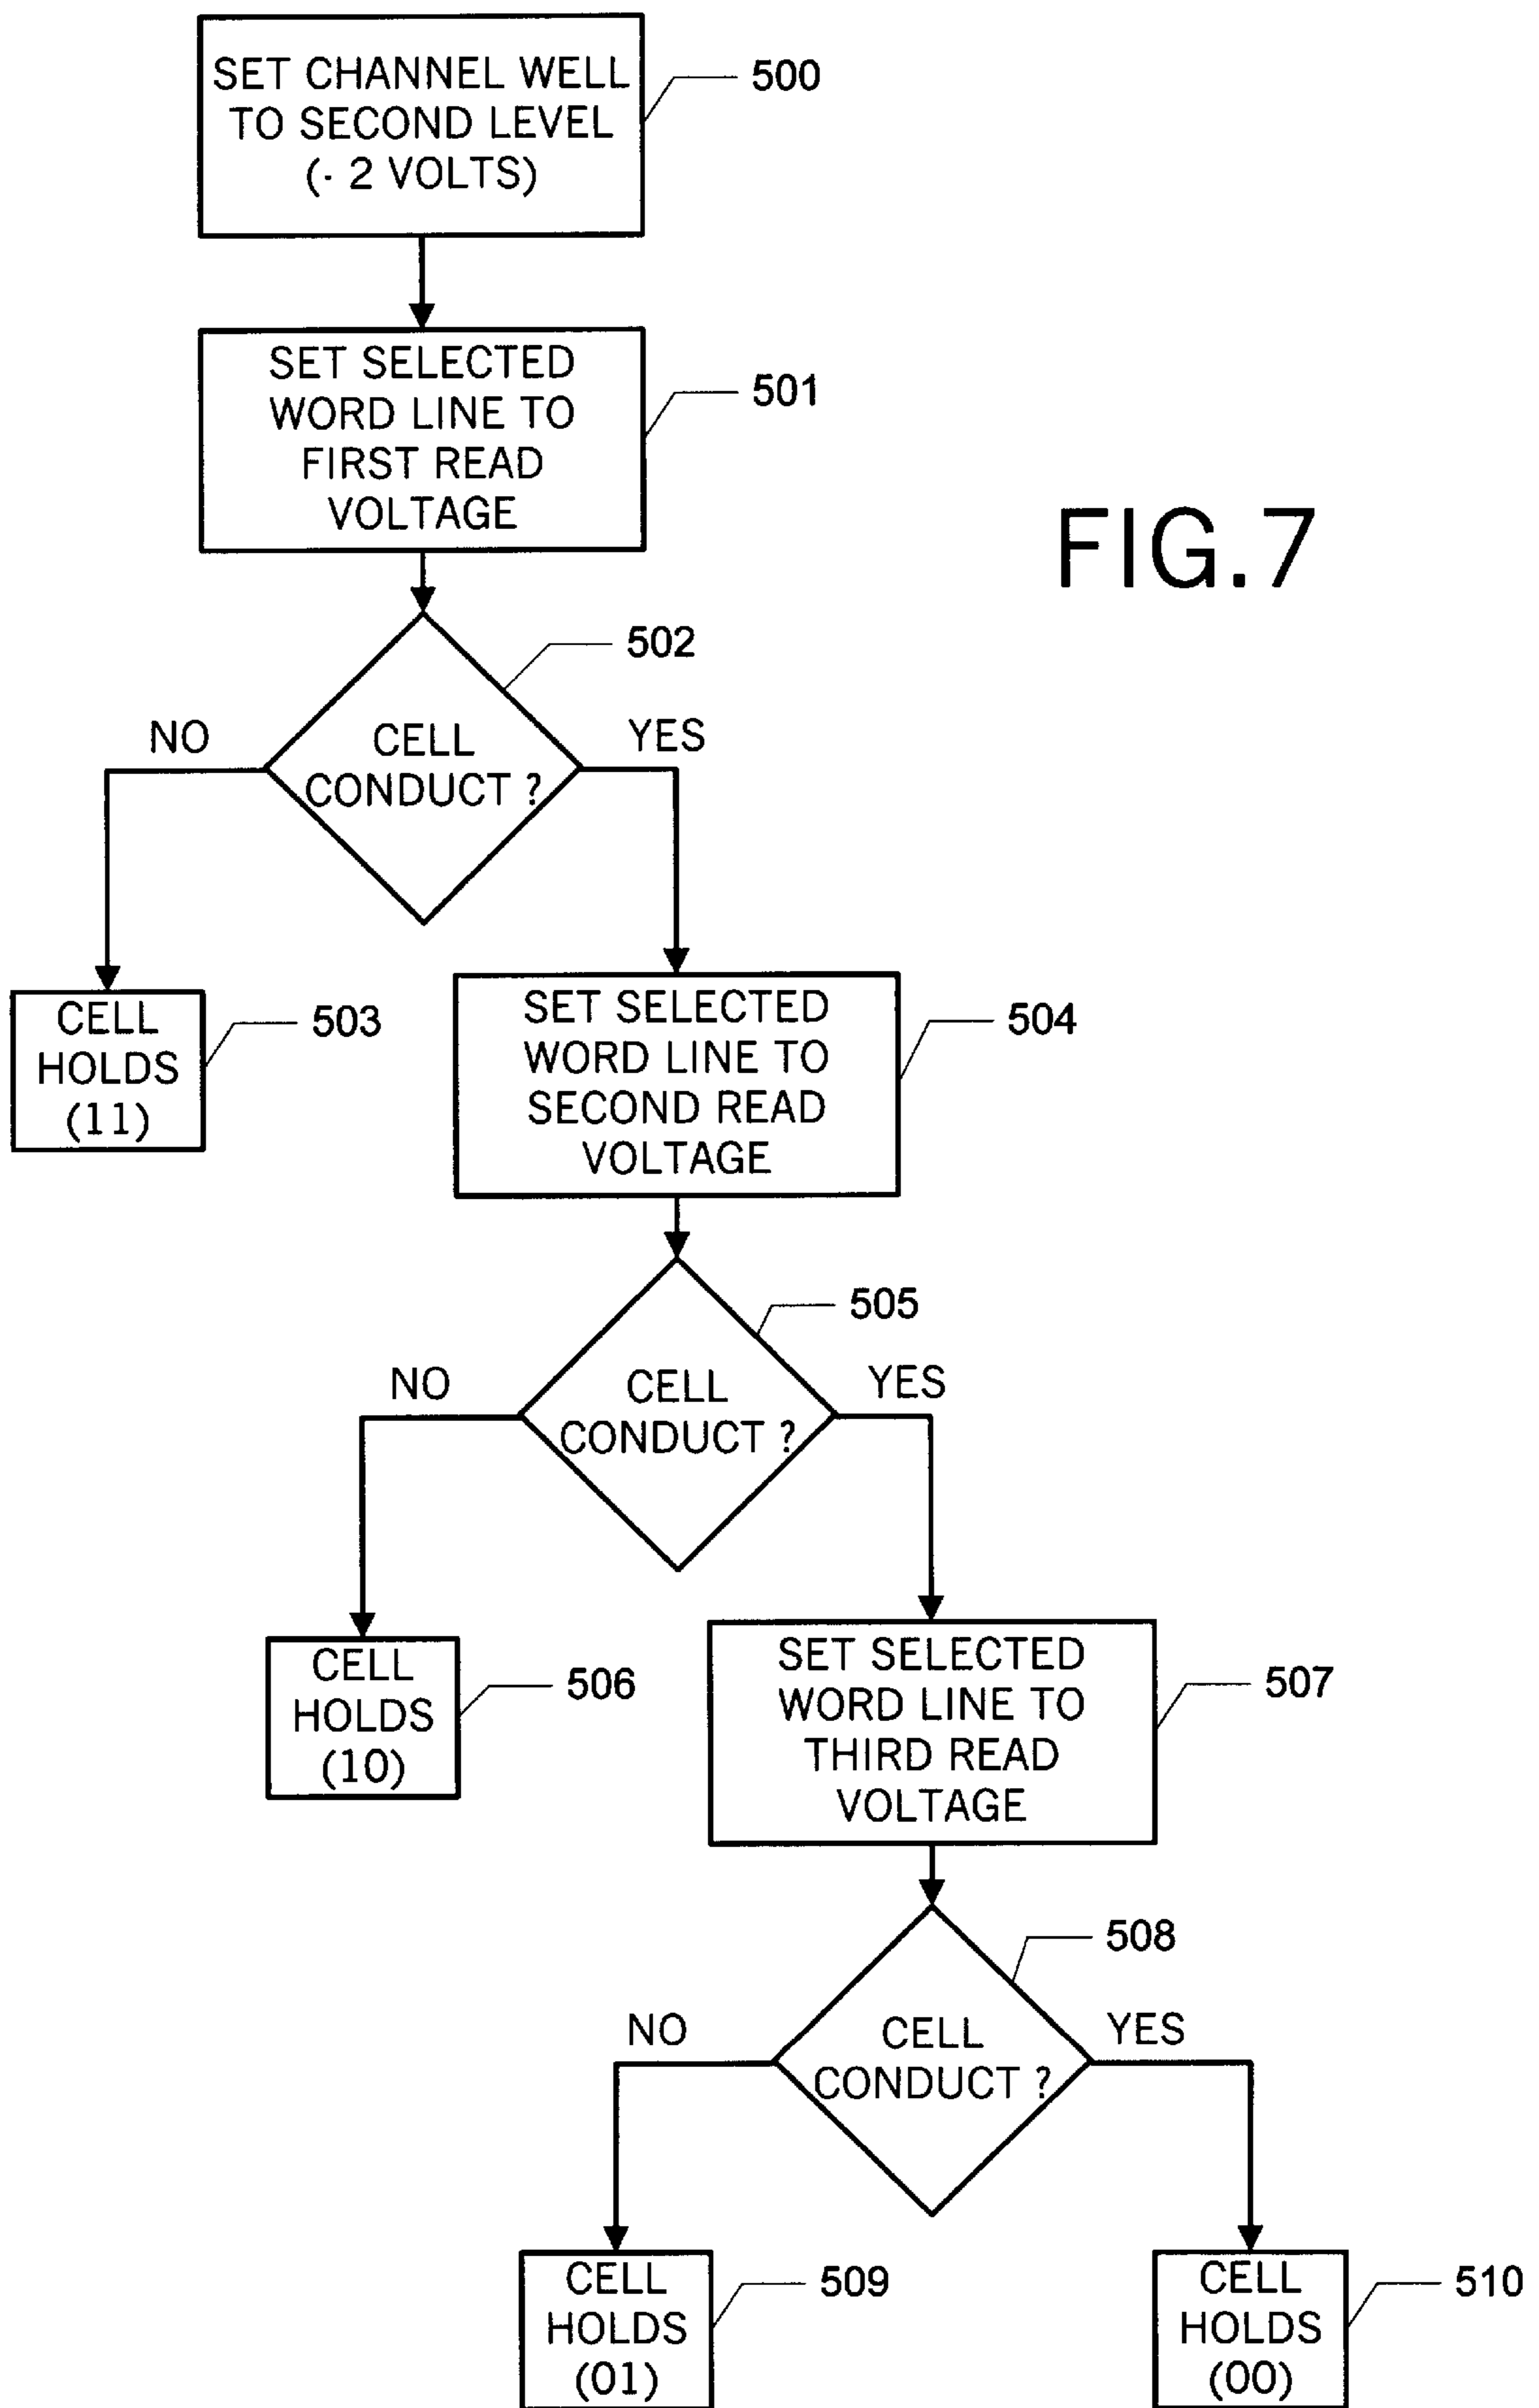 SET CHANNEL WELL
TO SECOND LEVEL
(- 2 VOLTS)
500
SET SELECTED
WORD LINE TO
FIRST READ
VOLTAGE
501
FIG.7
502
NO
CELL
CONDUCT ?
YES
CELL
HOLDS
(11)
503
SET SELECTED
WORD LINE TO
SECOND READ
VOLTAGE
504
505
NO
CELL
CONDUCT ?
YES
CELL
HOLDS
(10)
506
SET SELECTED
WORD LINE TO
THIRD READ
VOLTAGE
507
508
NO
CELL
CONDUCT ?
YES
CELL
HOLDS
(01)
509
CELL
HOLDS
(00)
510